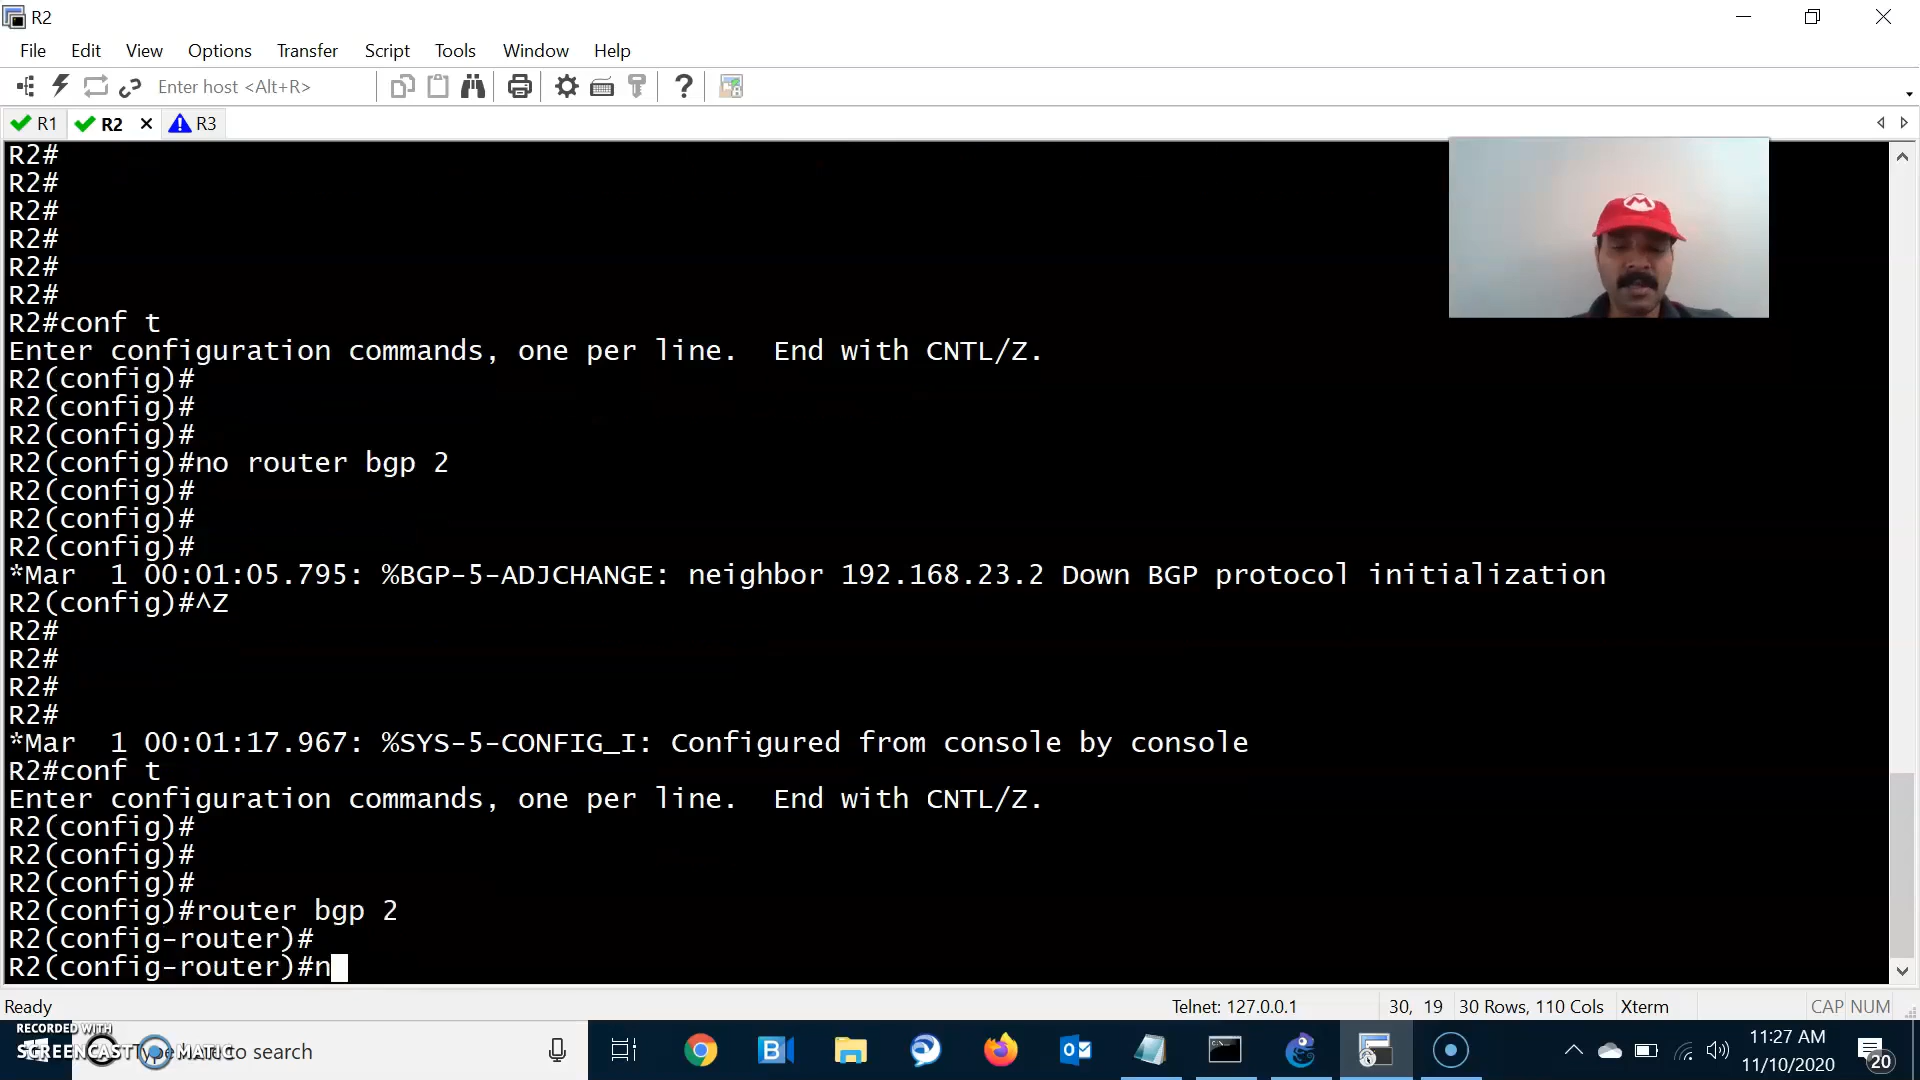 R2
File Edit View Options Transfer Script Tools Window Help
Enter host <Alt+R>
R1 R2 R3
R2#
R2#
R2#
R2#
R2#
R2#
R2#conf t
Enter configuration commands, one per line.  End with CNTL/Z.
R2(config)#
R2(config)#
R2(config)#
R2(config)#no router bgp 2
R2(config)#
R2(config)#
R2(config)#
*Mar  1 00:01:05.795: %BGP-5-ADJCHANGE: neighbor 192.168.23.2 Down BGP protocol initialization
R2(config)#^Z
R2#
R2#
R2#
R2#
*Mar  1 00:01:17.967: %SYS-5-CONFIG_I: Configured from console by console
R2#conf t
Enter configuration commands, one per line.  End with CNTL/Z.
R2(config)#
R2(config)#
R2(config)#
R2(config)#router bgp 2
R2(config-router)#
R2(config-router)#n
Ready Telnet: 127.0.0.1 30, 19 30 Rows, 110 Cols Xterm CAP NUM
RECORDED WITH
SCREENCAST MATIC
Type here to search
11:27 AM
11/10/2020
20